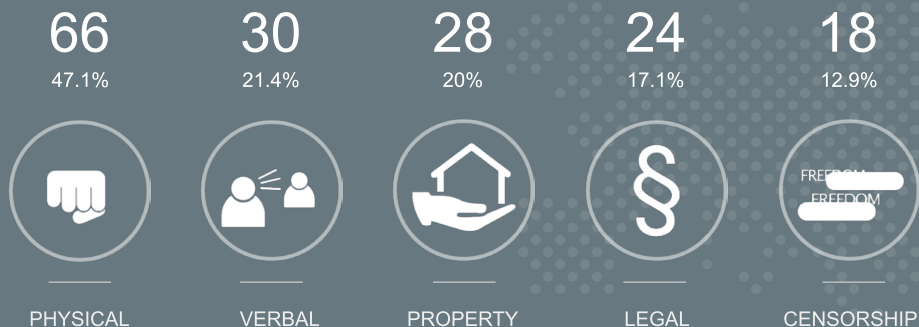 66 30 28 24 18
47.1% 21.4% 20% 17.1% 12.9%
§
FREEDOM
FREEDOM
PHYSICAL VERBAL PROPERTY LEGAL CENSORSHIP